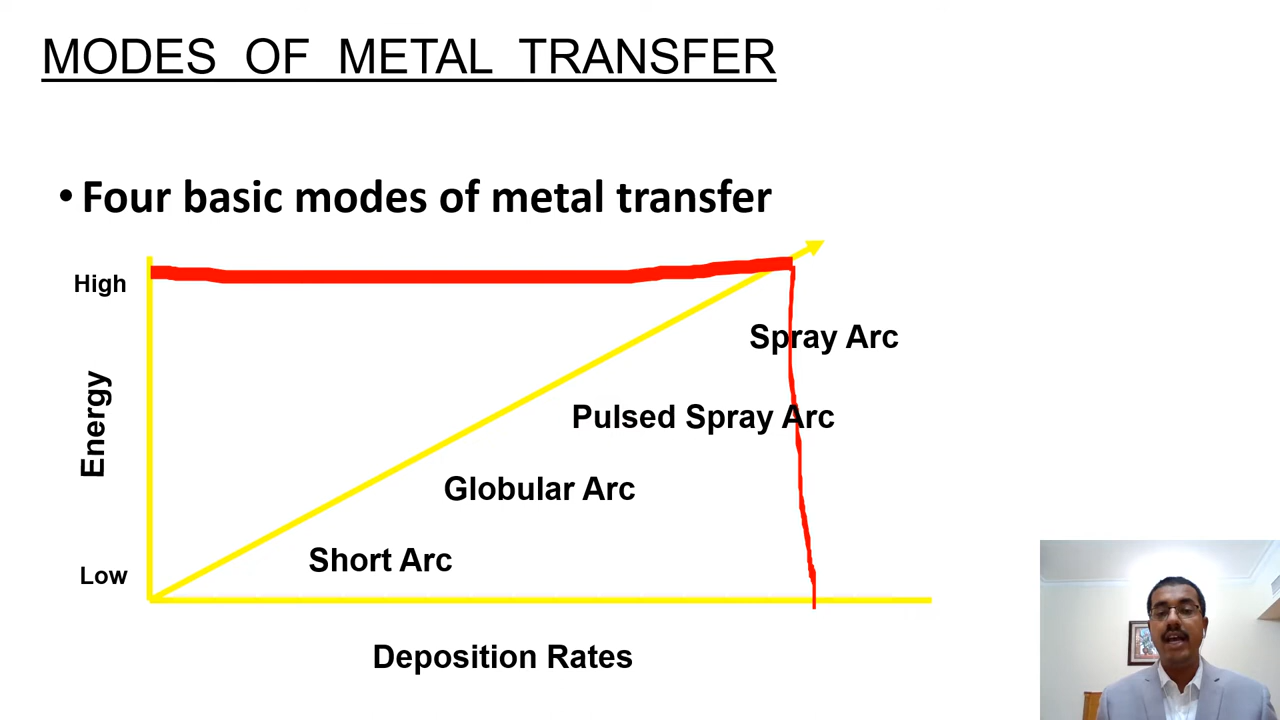 MODES OF METAL TRANSFER
• Four basic modes of metal transfer
High
Spray Arc
Pulsed Spray Arc
Energy
Globular Arc
Short Arc
Low
Deposition Rates